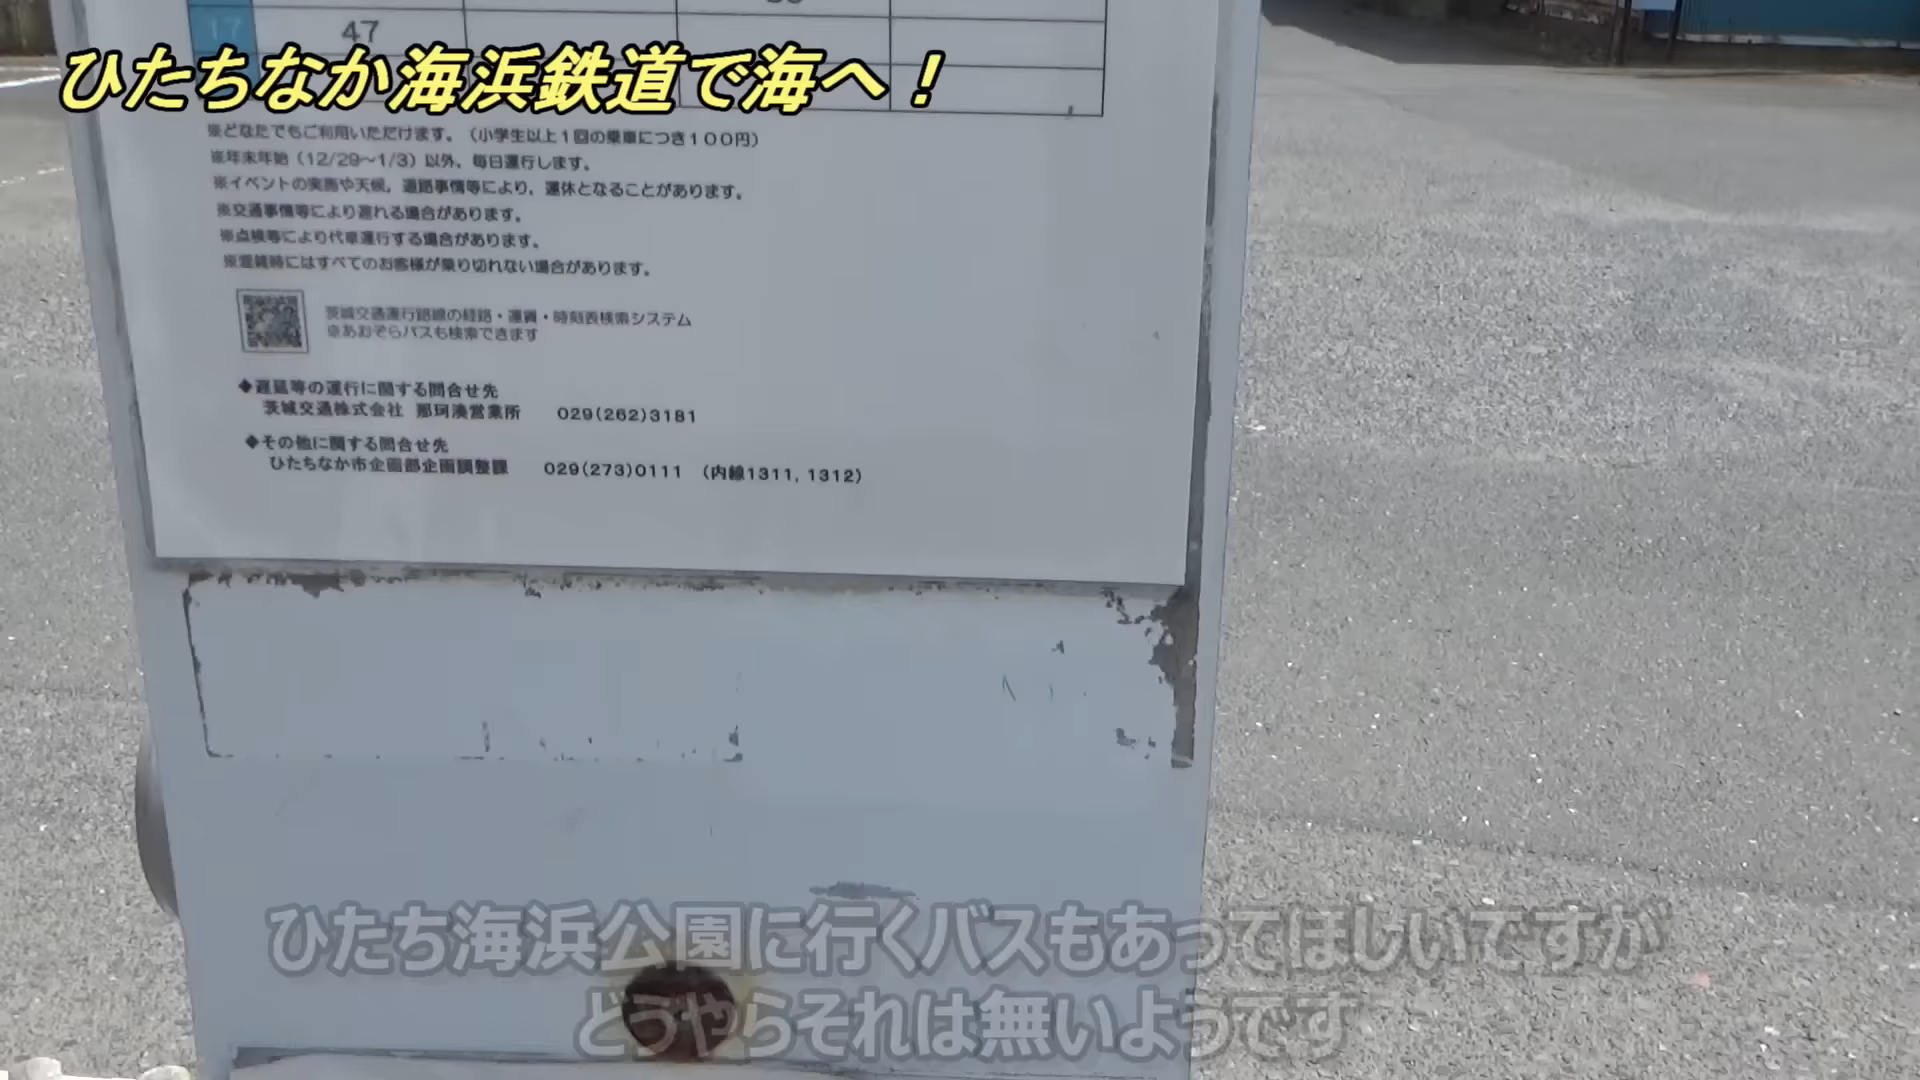 17 47
ひたちなか海浜鉄道で海へ！
※どなたでもご利用いただけます。（小学生以上１回の乗車につき１００円）
※年末年始（12/29～1/3）以外、毎日運行します。
※イベントの実施や天候，道路事情等により，運休となることがあります。
※交通事情等により遅れる場合があります。
※点検等により代車運行する場合があります。
※混雑時にはすべてのお客様が乗り切れない場合があります。
茨城交通運行路線の経路・運賃・時刻表検索システム
※あおぞらバスも検索できます
◆遅延等の運行に関する問合せ先
茨城交通株式会社 那珂湊営業所 029(262)3181
◆その他に関する問合せ先
ひたちなか市企画部企画調整課 029(273)0111 （内線1311, 1312）
ひたち海浜公園に行くバスもあってほしいですが
どうやらそれは無いようです